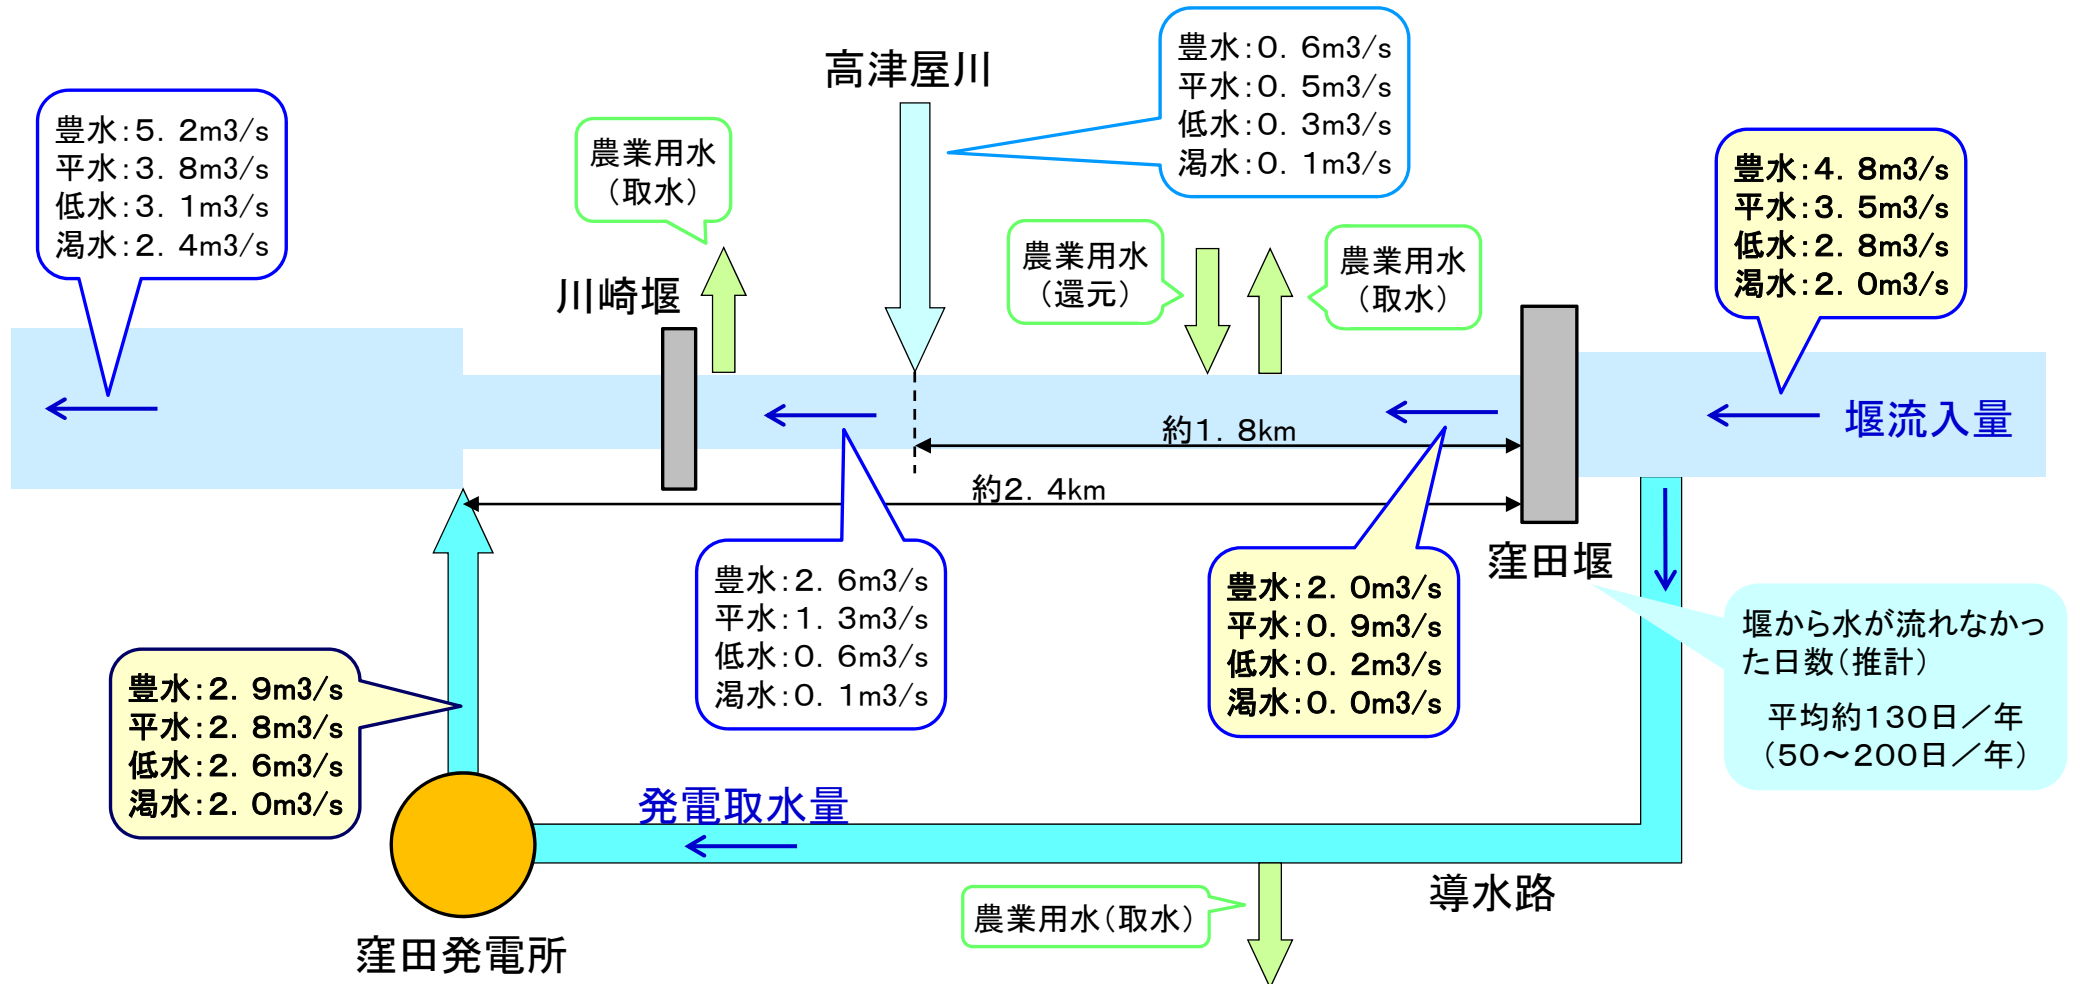 高津屋川
豊水:0. 6m3/s
平水:0. 5m3/s
低水:0. 3m3/s
渇水:0. 1m3/s
豊水:5. 2m3/s
平水:3. 8m3/s
低水:3. 1m3/s
渇水:2. 4m3/s
農業用水
(取水)
豊水:4. 8m3/s
平水:3. 5m3/s
低水:2. 8m3/s
渇水:2. 0m3/s
農業用水
(還元)
農業用水
(取水)
川崎堰
堰流入量
約1. 8km
約2. 4km
窪田堰
豊水:2. 6m3/s
平水:1. 3m3/s
低水:0. 6m3/s
渇水:0. 1m3/s
豊水:2. 0m3/s
平水:0. 9m3/s
低水:0. 2m3/s
渇水:0. 0m3/s
堰から水が流れなかっ
た日数(推計)
平均約130日/年
(50~200日/年)
豊水:2. 9m3/s
平水:2. 8m3/s
低水:2. 6m3/s
渇水:2. 0m3/s
発電取水量
導水路
農業用水(取水)
窪田発電所